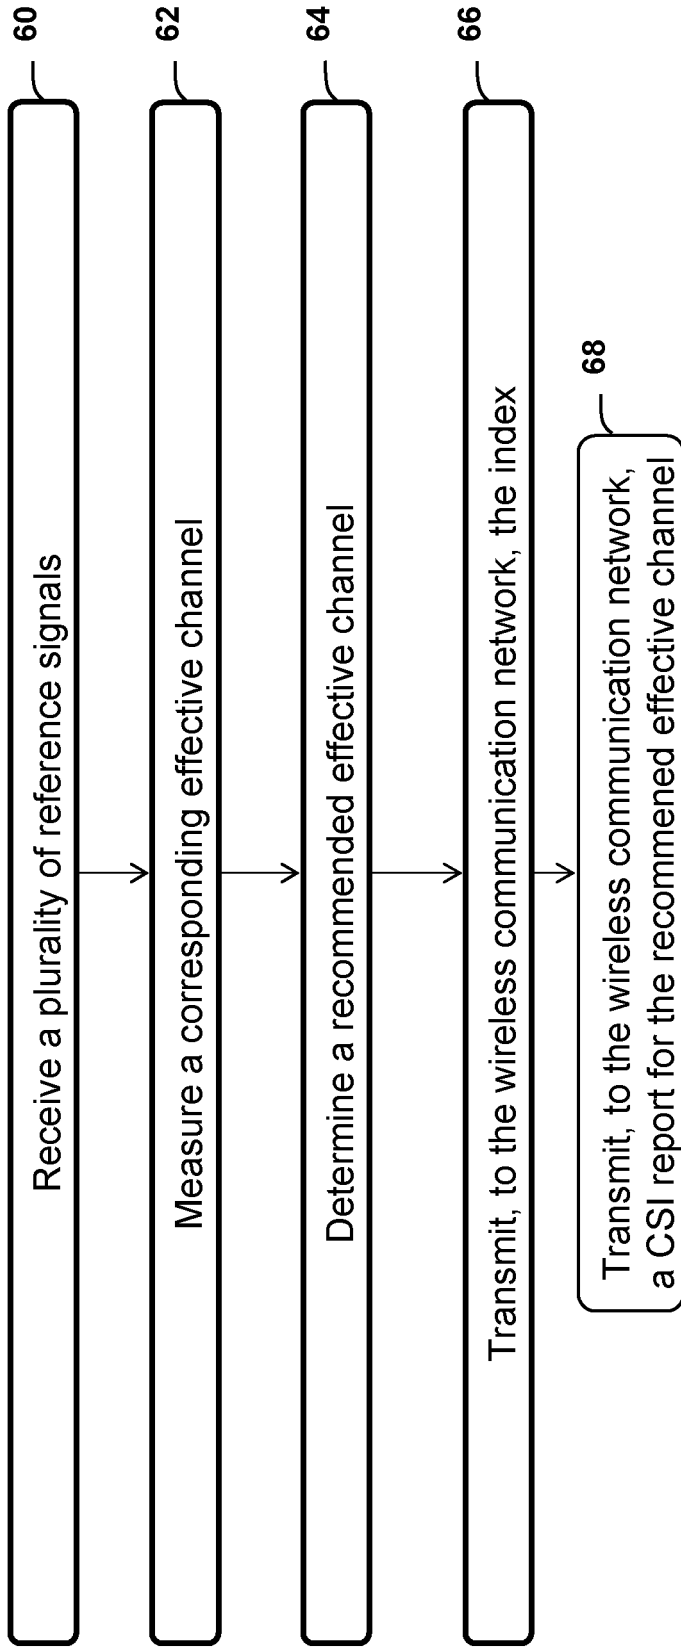 60
Receive a plurality of reference signals
62
Measure a corresponding effective channel
64
Determine a recommended effective channel
66
Transmit, to the wireless communication network, the index
68
Transmit, to the wireless communication network,
a CSI report for the recommened effective channel